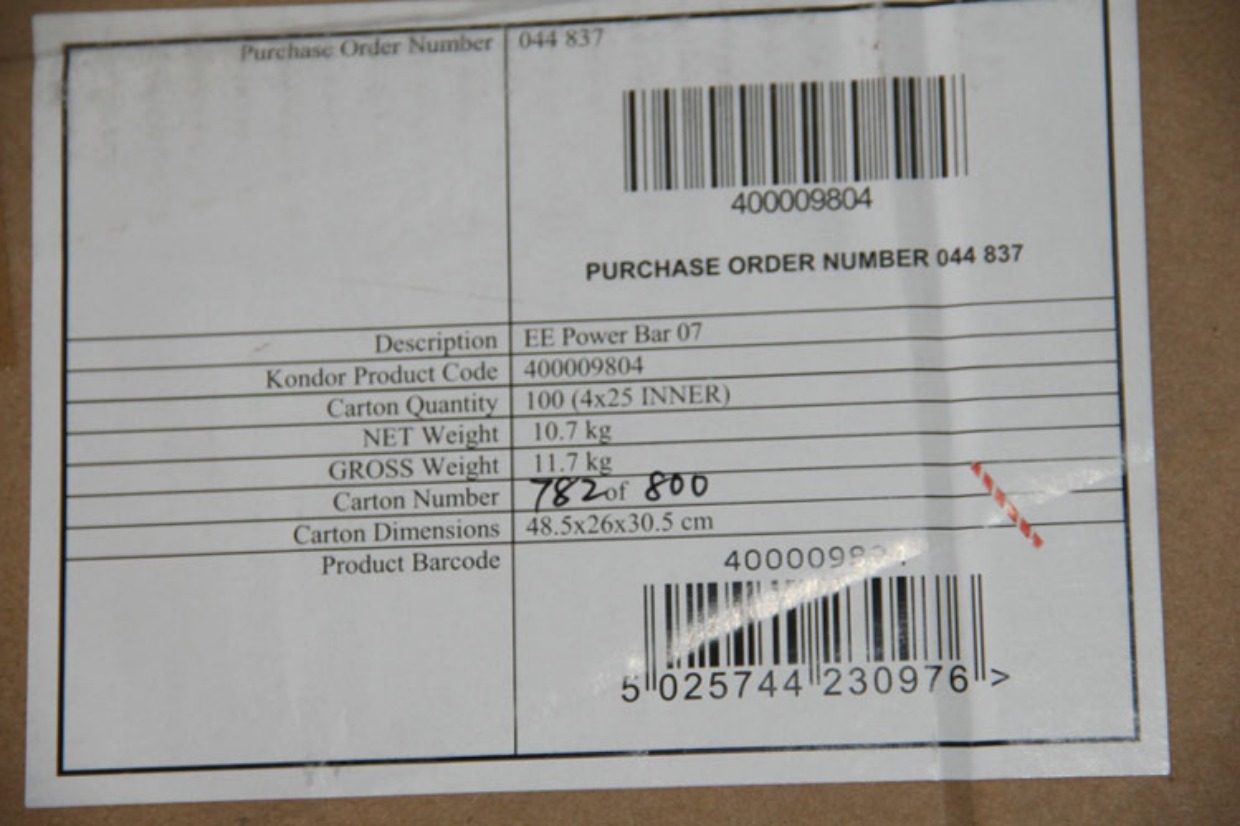 Purchase Order Number 044 837
400009804
PURCHASE ORDER NUMBER 044 837
Description EE Power Bar 07
Kondor Product Code 400009804
Carton Quantity 100 (4x25 INNER)
NET Weight 10.7 kg
GROSS Weight 11.7 kg
Carton Number 782 of 800
Carton Dimensions 48.5x26x30.5 cm
Product Barcode
5 025744 230976 >